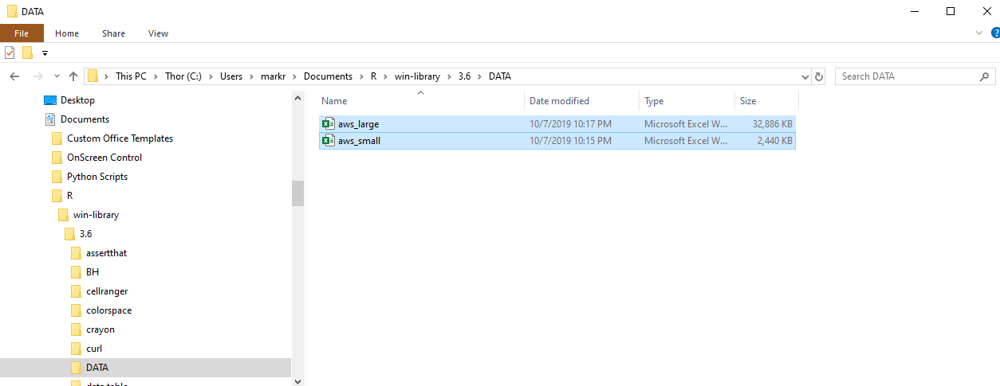 DATA
File Home Share View
?
This PC > Thor (C:) > Users > markr > Documents > R > win-library > 3.6 > DATA
Search DATA
Desktop
Documents
Custom Office Templates
OnScreen Control
Python Scripts
R
win-library
3.6
assertthat
BH
cellranger
colorspace
crayon
curl
DATA
Name Date modified Type Size
aws_large 10/7/2019 10:17 PM Microsoft Excel W... 32,886 KB
aws_small 10/7/2019 10:15 PM Microsoft Excel W... 2,440 KB